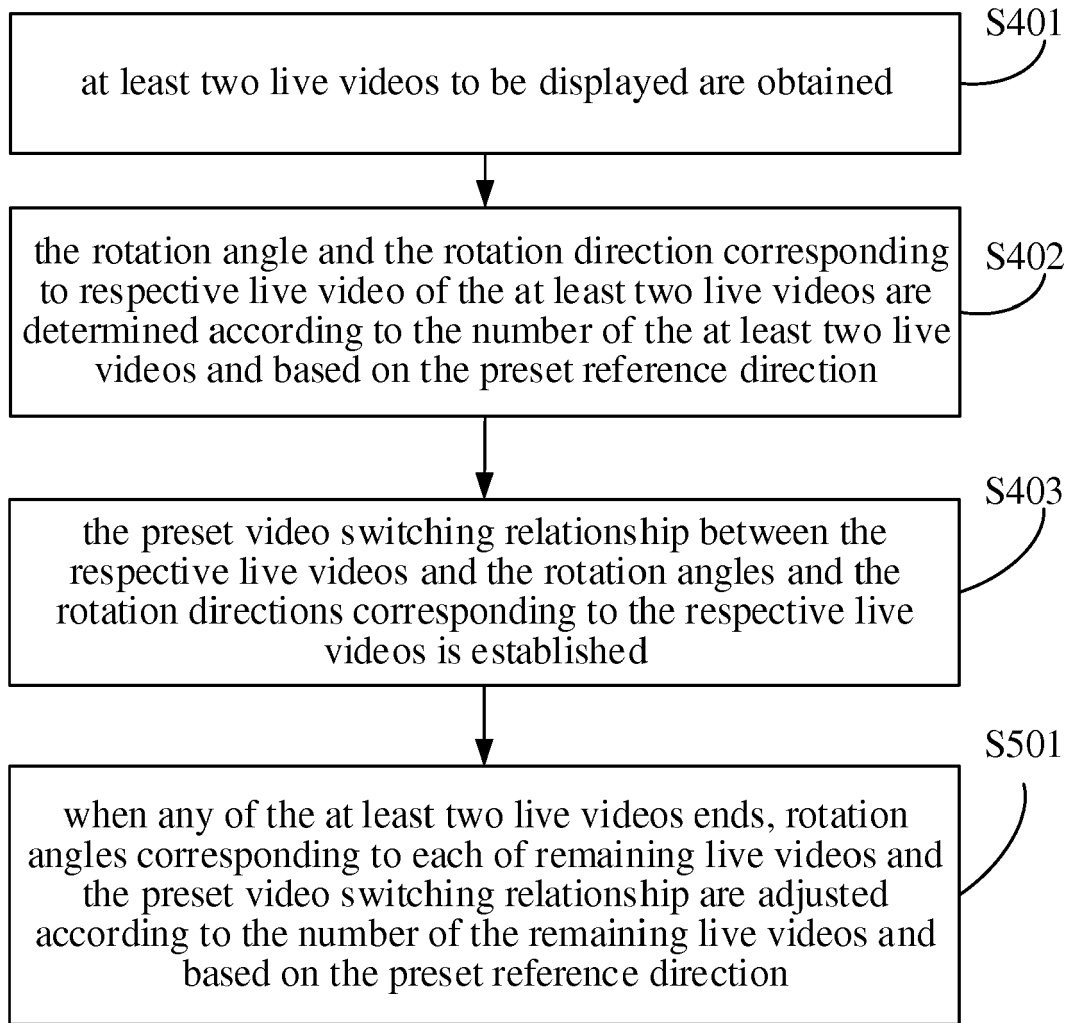 S401
at least two live videos to be displayed are obtained
S402
the rotation angle and the rotation direction corresponding
to respective live video of the at least two live videos are
determined according to the number of the at least two live
videos and based on the preset reference direction
S403
the preset video switching relationship between the
respective live videos and the rotation angles and the
rotation directions corresponding to the respective live
videos is established
S501
when any of the at least two live videos ends, rotation
angles corresponding to each of remaining live videos and
the preset video switching relationship are adjusted
according to the number of the remaining live videos and
based on the preset reference direction